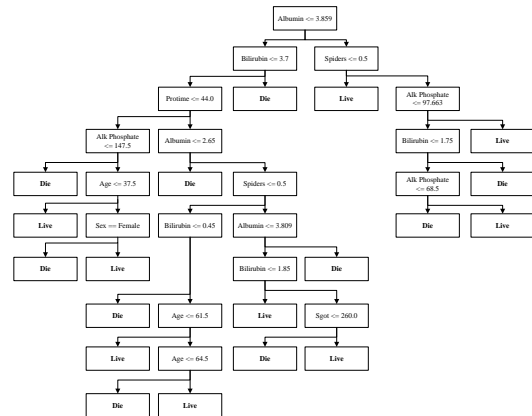 Albumin <= 3.859
Bilirubin <= 3.7
Spiders <= 0.5
Protime <= 44.0
Die
Live
Alk Phosphate
<= 97.663
Alk Phosphate
<= 147.5
Albumin <= 2.65
Bilirubin <= 1.75
Live
Die
Age <= 37.5
Die
Spiders <= 0.5
Alk Phosphate
<= 68.5
Die
Live
Sex == Female
Bilirubin <= 0.45
Albumin <= 3.809
Die
Live
Die
Live
Bilirubin <= 1.85
Die
Die
Age <= 61.5
Live
Sgot <= 260.0
Live
Age <= 64.5
Die
Live
Die
Live